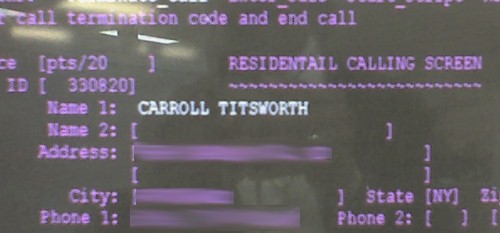 call termination code and end call
ce [pts/20 ] RESIDENTAIL CALLING SCREEN
ID [ 330820] ~~~~~~~~~~~~~~~~~~~~~~~~~~
Name 1: CARROLL TITSWORTH
Name 2: [ ]
Address: [ ]
[ ]
City: [ ] State [NY] Zi
Phone 1: Phone 2: [ ] [